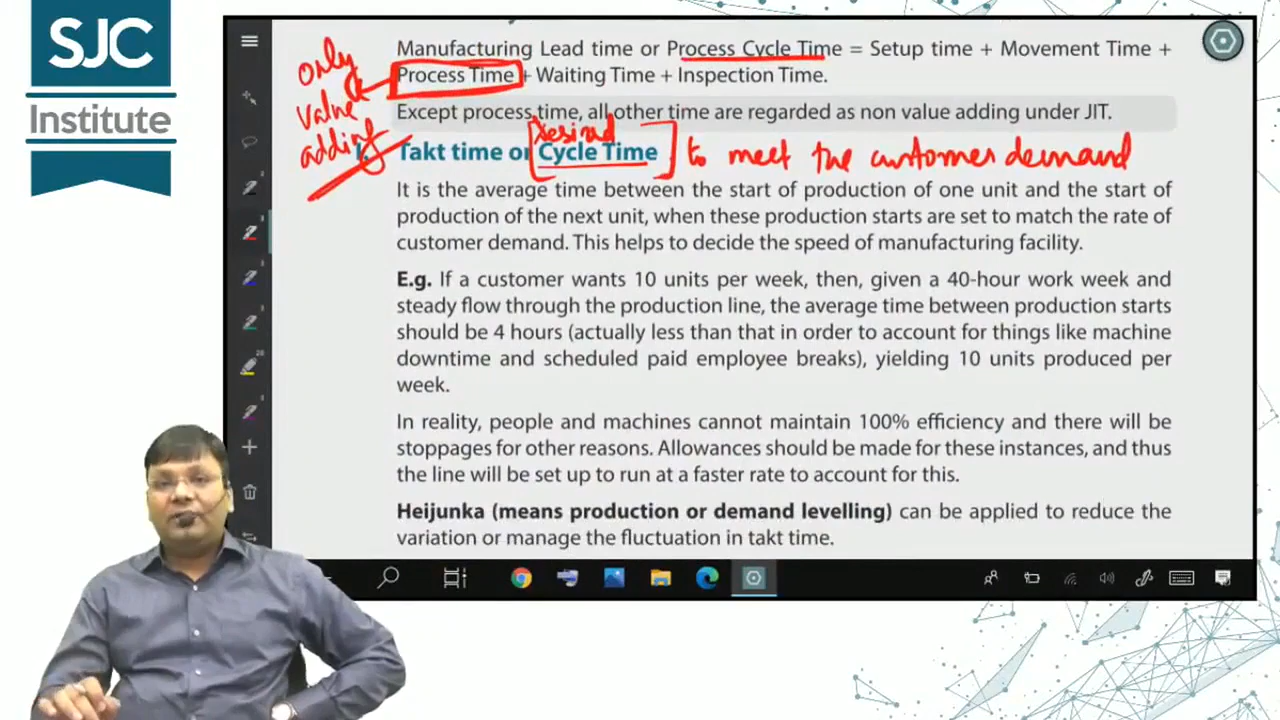 SJC
Institute
Manufacturing Lead time or Process Cycle Time = Setup time + Movement Time +
Process Time + Waiting Time + Inspection Time.
only
value
adding
Except process time, all other time are regarded as non value adding under JIT.
desired
Takt time or Cycle Time to meet the customer demand
It is the average time between the start of production of one unit and the start of
production of the next unit, when these production starts are set to match the rate of
customer demand. This helps to decide the speed of manufacturing facility.
E.g. If a customer wants 10 units per week, then, given a 40-hour work week and
steady flow through the production line, the average time between production starts
should be 4 hours (actually less than that in order to account for things like machine
downtime and scheduled paid employee breaks), yielding 10 units produced per
week.
In reality, people and machines cannot maintain 100% efficiency and there will be
stoppages for other reasons. Allowances should be made for these instances, and thus
the line will be set up to run at a faster rate to account for this.
Heijunka (means production or demand levelling) can be applied to reduce the
variation or manage the fluctuation in takt time.